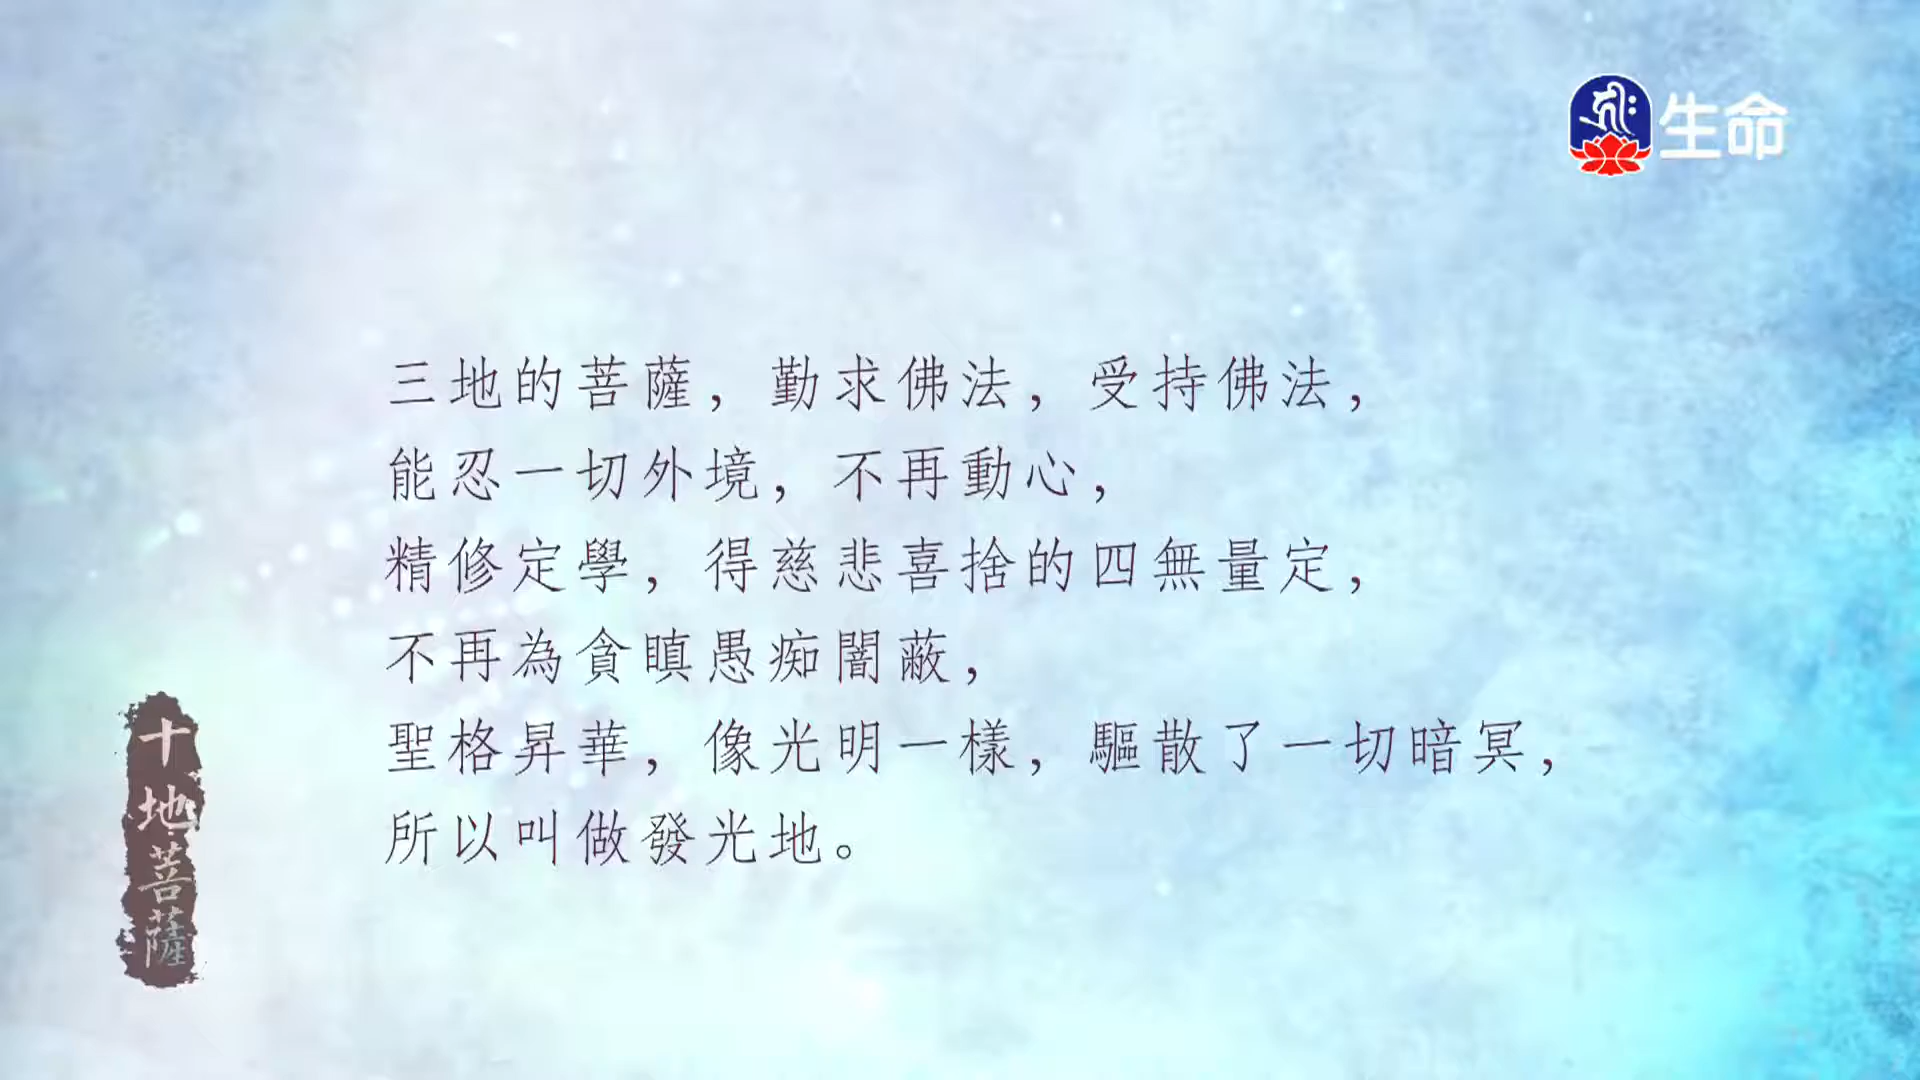 生命
三地的菩薩，勤求佛法，受持佛法，
能忍一切外境，不再動心，
精修定學，得慈悲喜捨的四無量定，
不再為貪瞋愚痴闇蔽，
聖格昇華，像光明一樣，驅散了一切暗冥，
所以叫做發光地。
十地菩薩